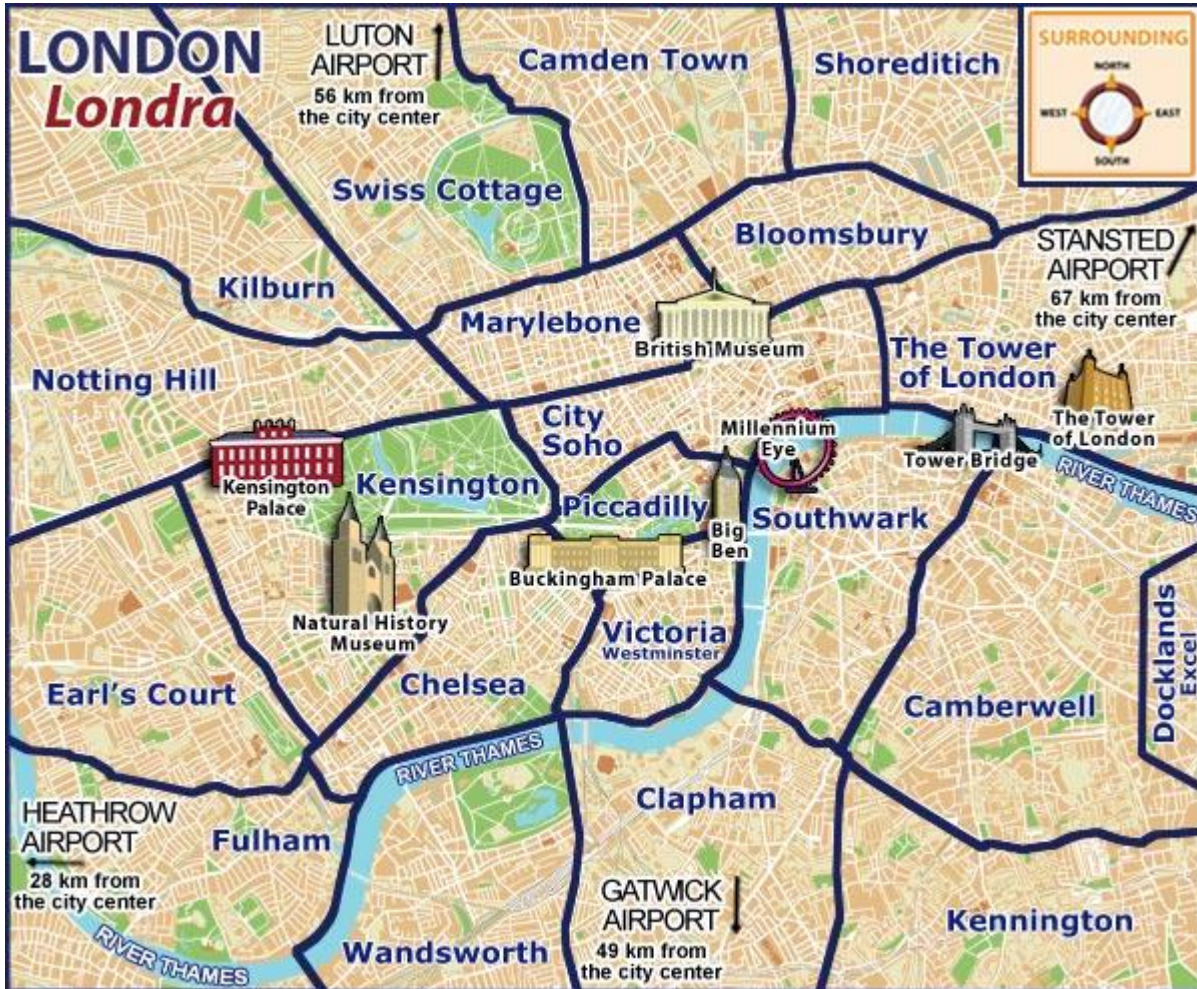 LONDON
Londra
LUTON
AIRPORT
56 km from
the city center
Camden Town
Shoreditich
SURROUNDING
NORTH
WEST
EAST
SOUTH
Swiss Cottage
Bloomsbury
STANSTED
AIRPORT
67 km from
the city center
Kilburn
Marylebone
British Museum
Notting Hill
The Tower
of London
City
Soho
Millennium
Eye
The Tower
of London
Tower Bridge
Kensington
Palace
Kensington
Piccadilly
Big
Ben
Southwark
RIVER THAMES
Buckingham Palace
Natural History
Museum
Victoria
Westminster
Docklands
Excel
Earl's Court
Chelsea
Camberwell
RIVER THAMES
Clapham
HEATHROW
AIRPORT
28 km from
the city center
Fulham
GATWICK
AIRPORT
49 km from
the city center
Kennington
Wandsworth
RIVER THAMES